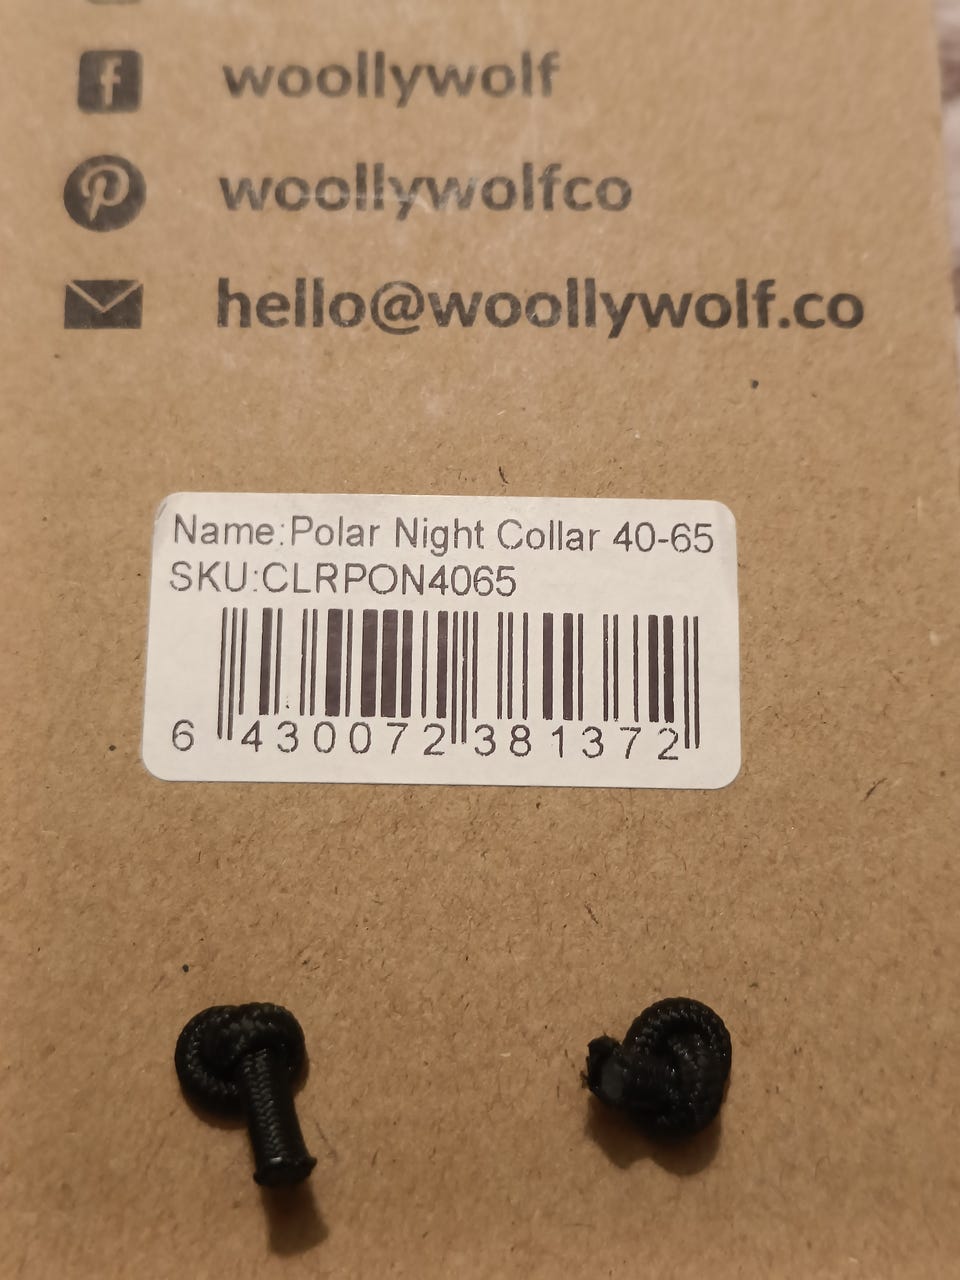 woollywolf
woollywolfco
hello@woollywolf.co
Name:Polar Night Collar 40-65
SKU:CLRPON4065
6 430072 381372